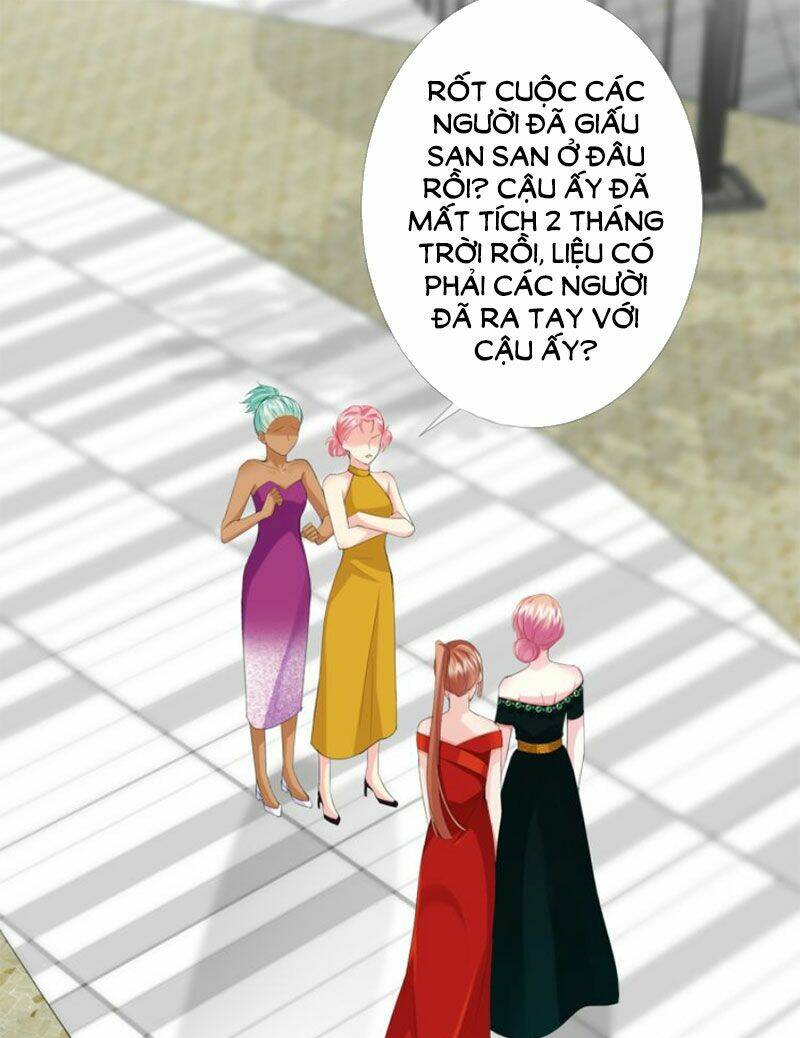 RỐT CUỘC CÁC
NGƯỜI ĐÃ GIẤU
SAN SAN Ở ĐÂU
RỒI? CẬU ẤY ĐÃ
MẤT TÍCH 2 THÁNG
TRỜI RỒI, LIỆU CÓ
PHẢI CÁC NGƯỜI
ĐÃ RA TAY VỚI
CẬU ẤY?